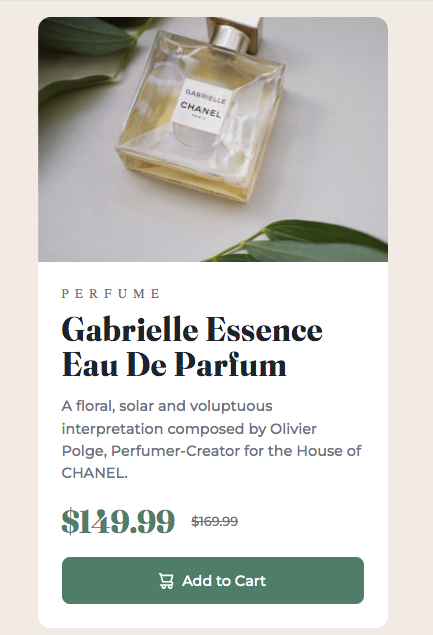 GABRIELLE
CHANEL
PARIS
PERFUME
Gabrielle Essence
Eau De Parfum
A floral, solar and voluptuous
interpretation composed by Olivier
Polge, Perfumer-Creator for the House of
CHANEL.
$149.99 $169.99
Add to Cart